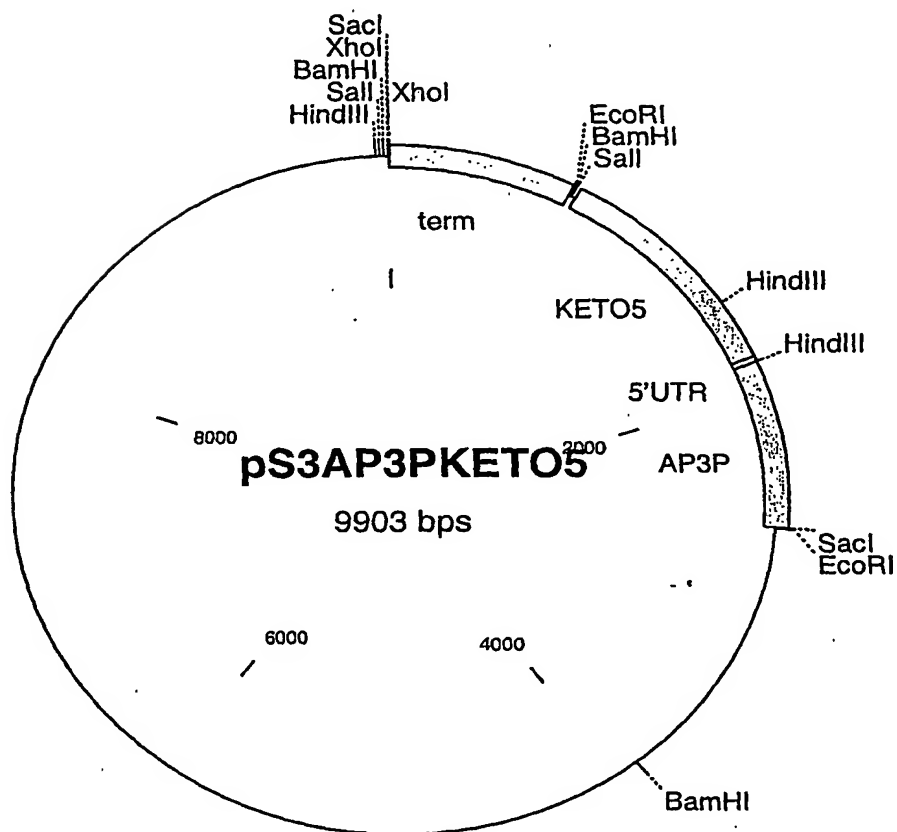 SacI
XhoI
BamHI
SalI
XhoI
HindIII
EcoRI
BamHI
SalI
term
HindIII
KETO5
HindIII
5'UTR
8000
2000
pS3AP3PKETO5
AP3P
9903 bps
SacI
EcoRI
6000
4000
BamHI